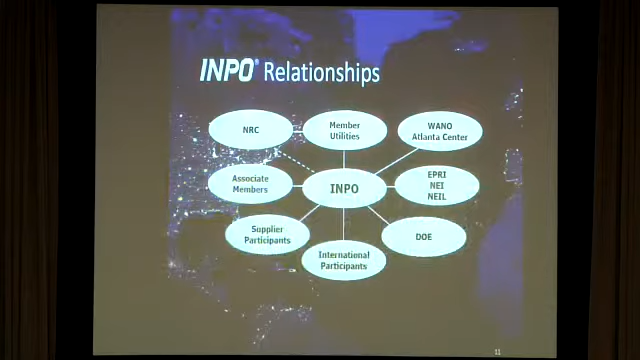 INPO® Relationships
NRC
Member
Utilities
WANO
Atlanta Center
Associate
Members
INPO
EPRI
NEI
NEIL
Supplier
Participants
International
Participants
DOE
11